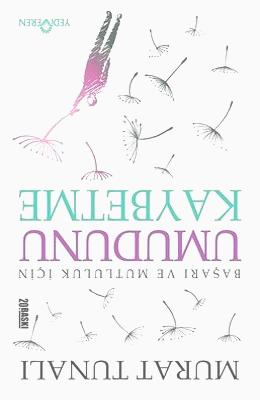 MURAT TUNALI
20.BASKI
BAŞARI VE MUTLULUK İÇİN
UMUDUNU
KAYBETME
YEDİVEREN